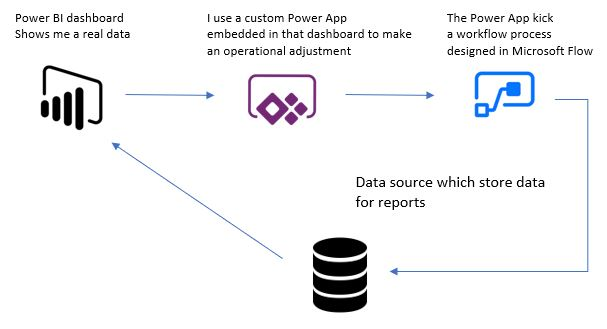 Power BI dashboard
Shows me a real data
I use a custom Power App
embedded in that dashboard to make
an operational adjustment
The Power App kick
a workflow process
designed in Microsoft Flow
Data source which store data
for reports